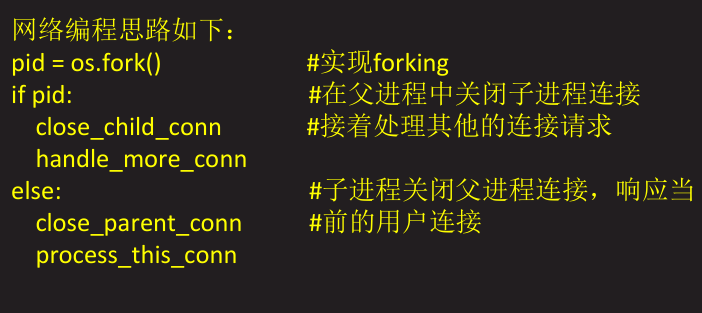 网络编程思路如下：
pid = os.fork() #实现forking
if pid: #在父进程中关闭子进程连接
close_child_conn #接着处理其他的连接请求
handle_more_conn
else: #子进程关闭父进程连接，响应当
close_parent_conn #前的用户连接
process_this_conn